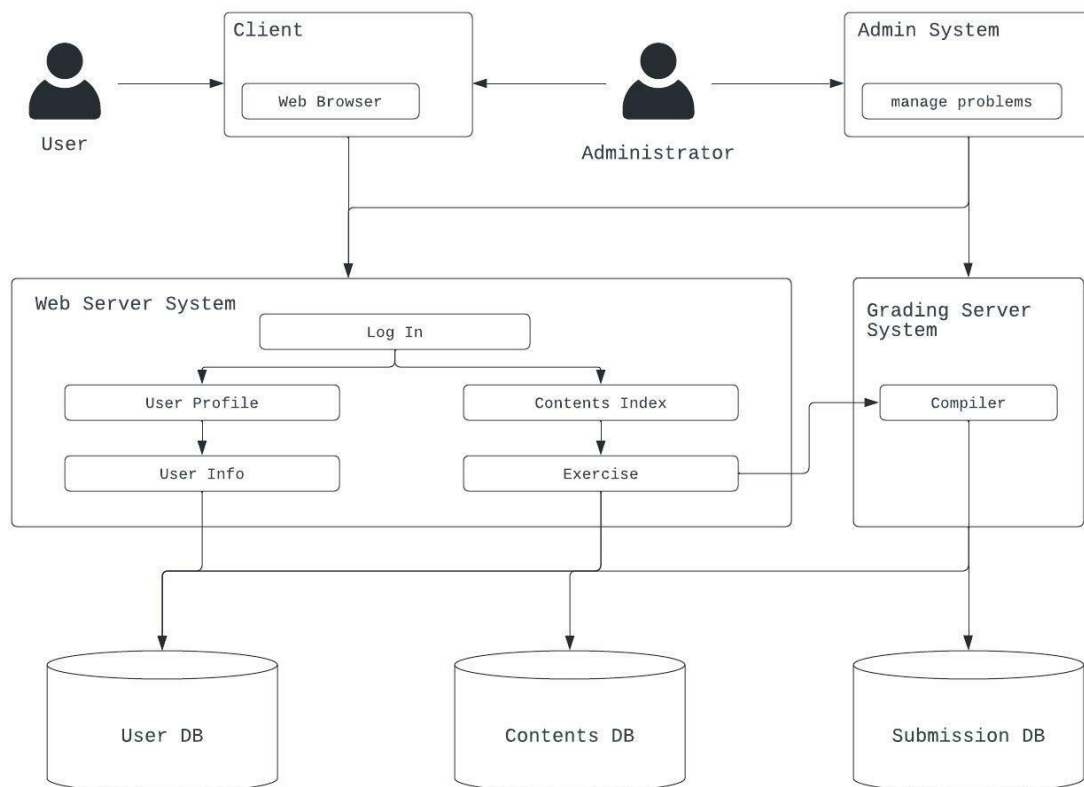 Client
Admin System
Web Browser
manage problems
User
Administrator
Web Server System
Grading Server
System
Log In
User Profile
Contents Index
Compiler
User Info
Exercise
User DB
Contents DB
Submission DB